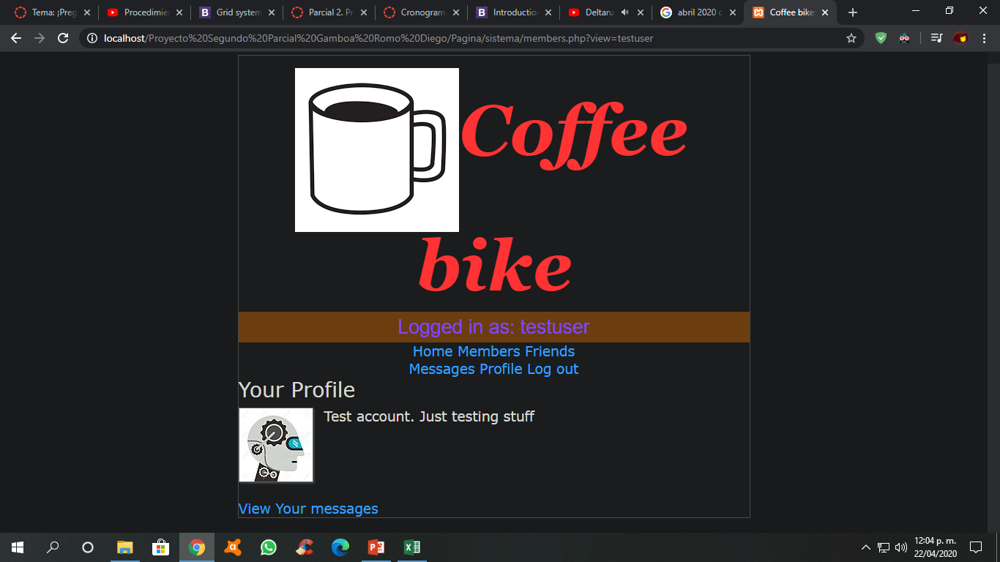 Tema: ¡Preg
Procedimie
Grid system
Parcial 2. Pr
Cronogram
Introduction
Deltaru
abril 2020 c
Coffee bike
localhost/Proyecto%20Segundo%20Parcial%20Gamboa%20Romo%20Diego/Pagina/sistema/members.php?view=testuser
Coffee
bike
Logged in as: testuser
Home Members Friends
Messages Profile Log out
Your Profile
Test account. Just testing stuff
View Your messages
12:04 p. m.
22/04/2020